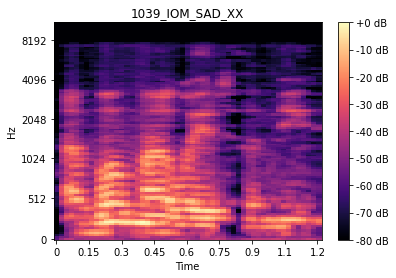 1039_IOM_SAD_XX
+0 dB
8192
-10 dB
4096
-20 dB
-30 dB
2048
Hz
-40 dB
1024
-50 dB
512
-60 dB
-70 dB
0
-80 dB
0 0.15 0.3 0.45 0.6 0.75 0.9 1.1 1.2
Time